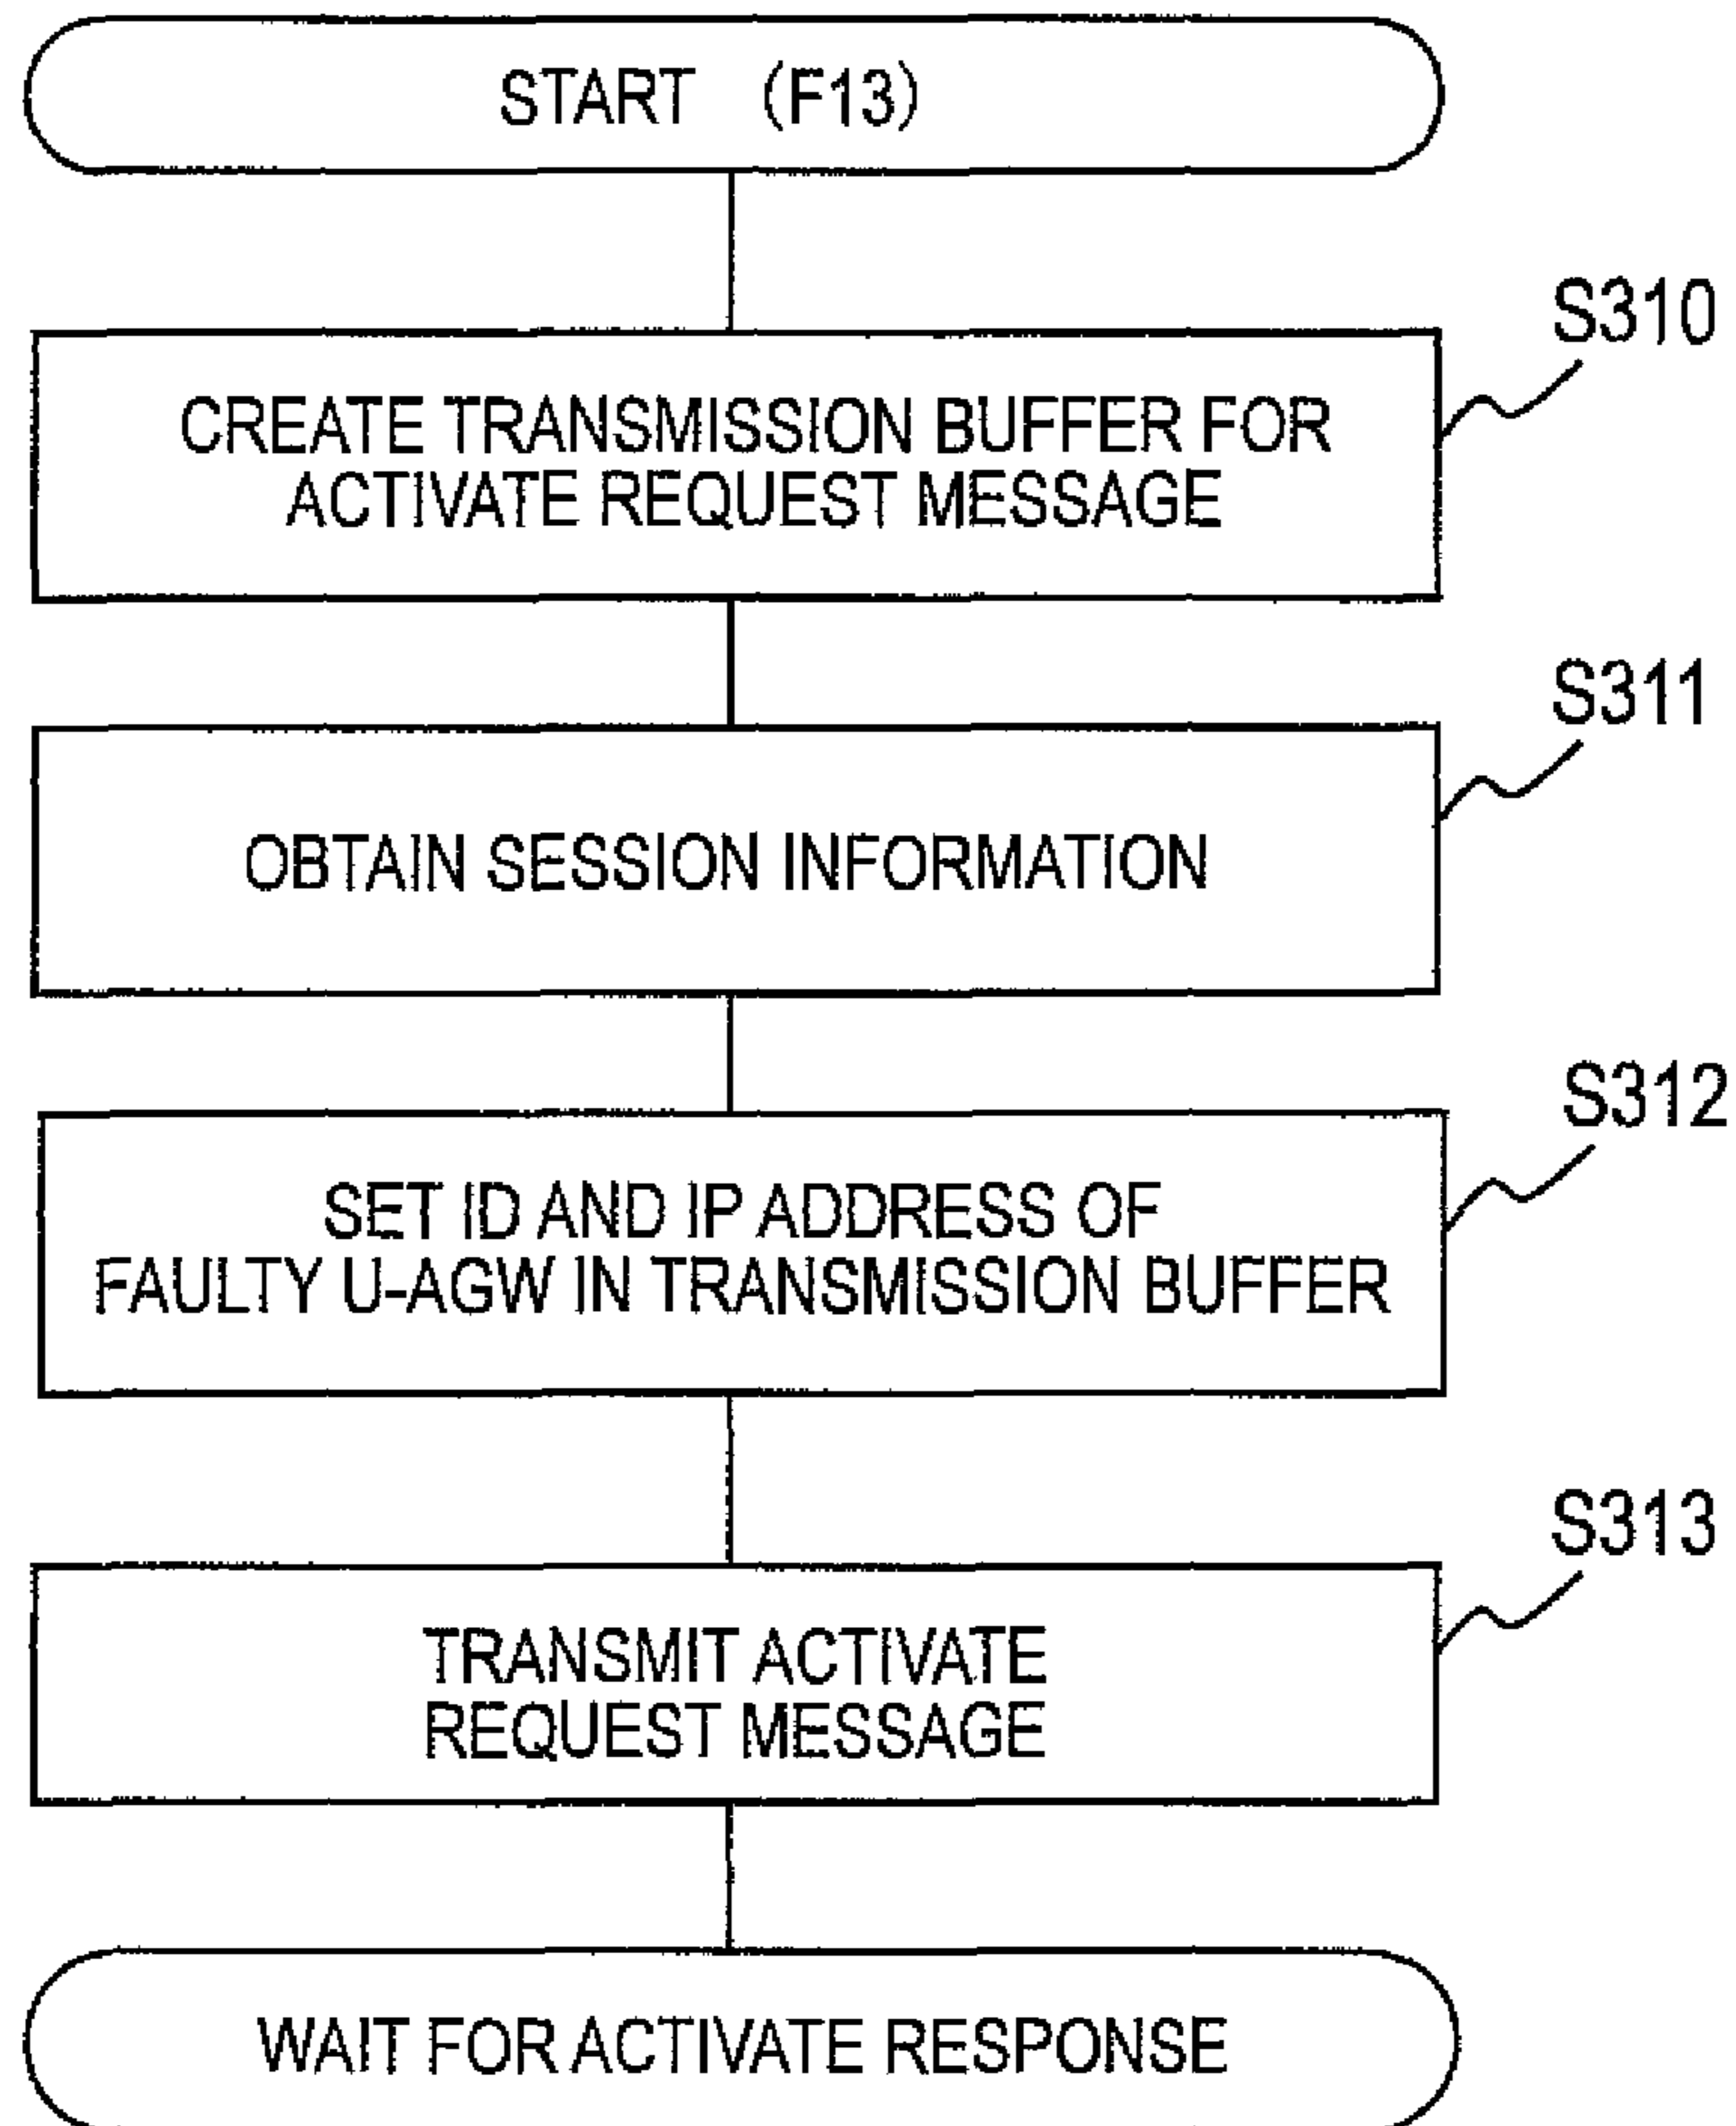 START (F13)
S310
CREATE TRANSMISSION BUFFER FOR
ACTIVATE REQUEST MESSAGE
S311
OBTAIN SESSION INFORMATION
S312
SET ID AND IP ADDRESS OF
FAULTY U-AGW IN TRANSMISSION BUFFER
S313
TRANSMIT ACTIVATE
REQUEST MESSAGE
WAIT FOR ACTIVATE RESPONSE